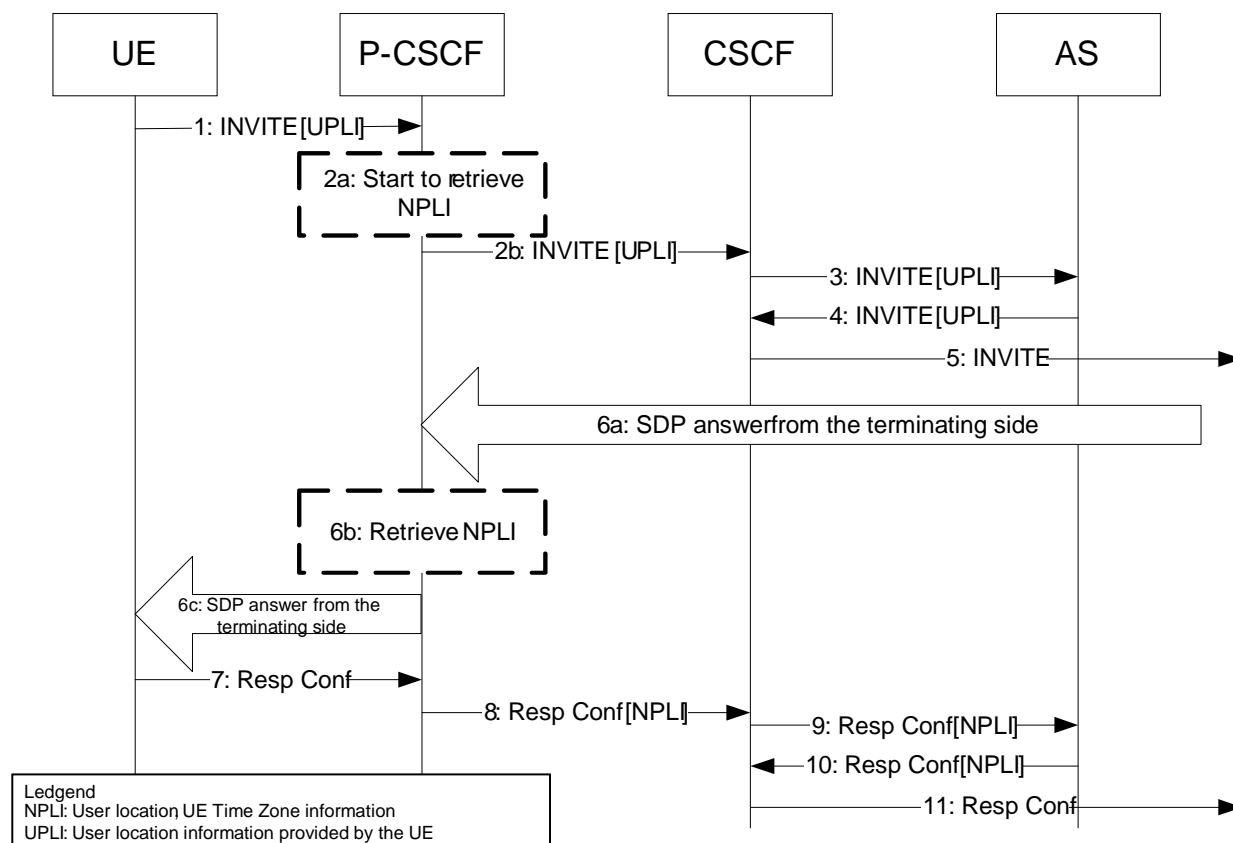 UE
P-CSCF
CSCF
AS
1: INVITE[UPLI]
2a: Start to retrieve
NPLI
2b: INVITE [UPLI]
3: INVITE[UPLI]
4: INVITE[UPLI]
5: INVITE
6a: SDP answerfrom the terminating side
6b: Retrieve NPLI
6c: SDP answer from the
terminating side
7: Resp Conf
8: Resp Conf[NPLI]
9: Resp Conf[NPLI]
10: Resp Conf[NPLI]
11: Resp Conf
Ledgend
NPLI: User location, UE Time Zone information
UPLI: User location information provided by the UE